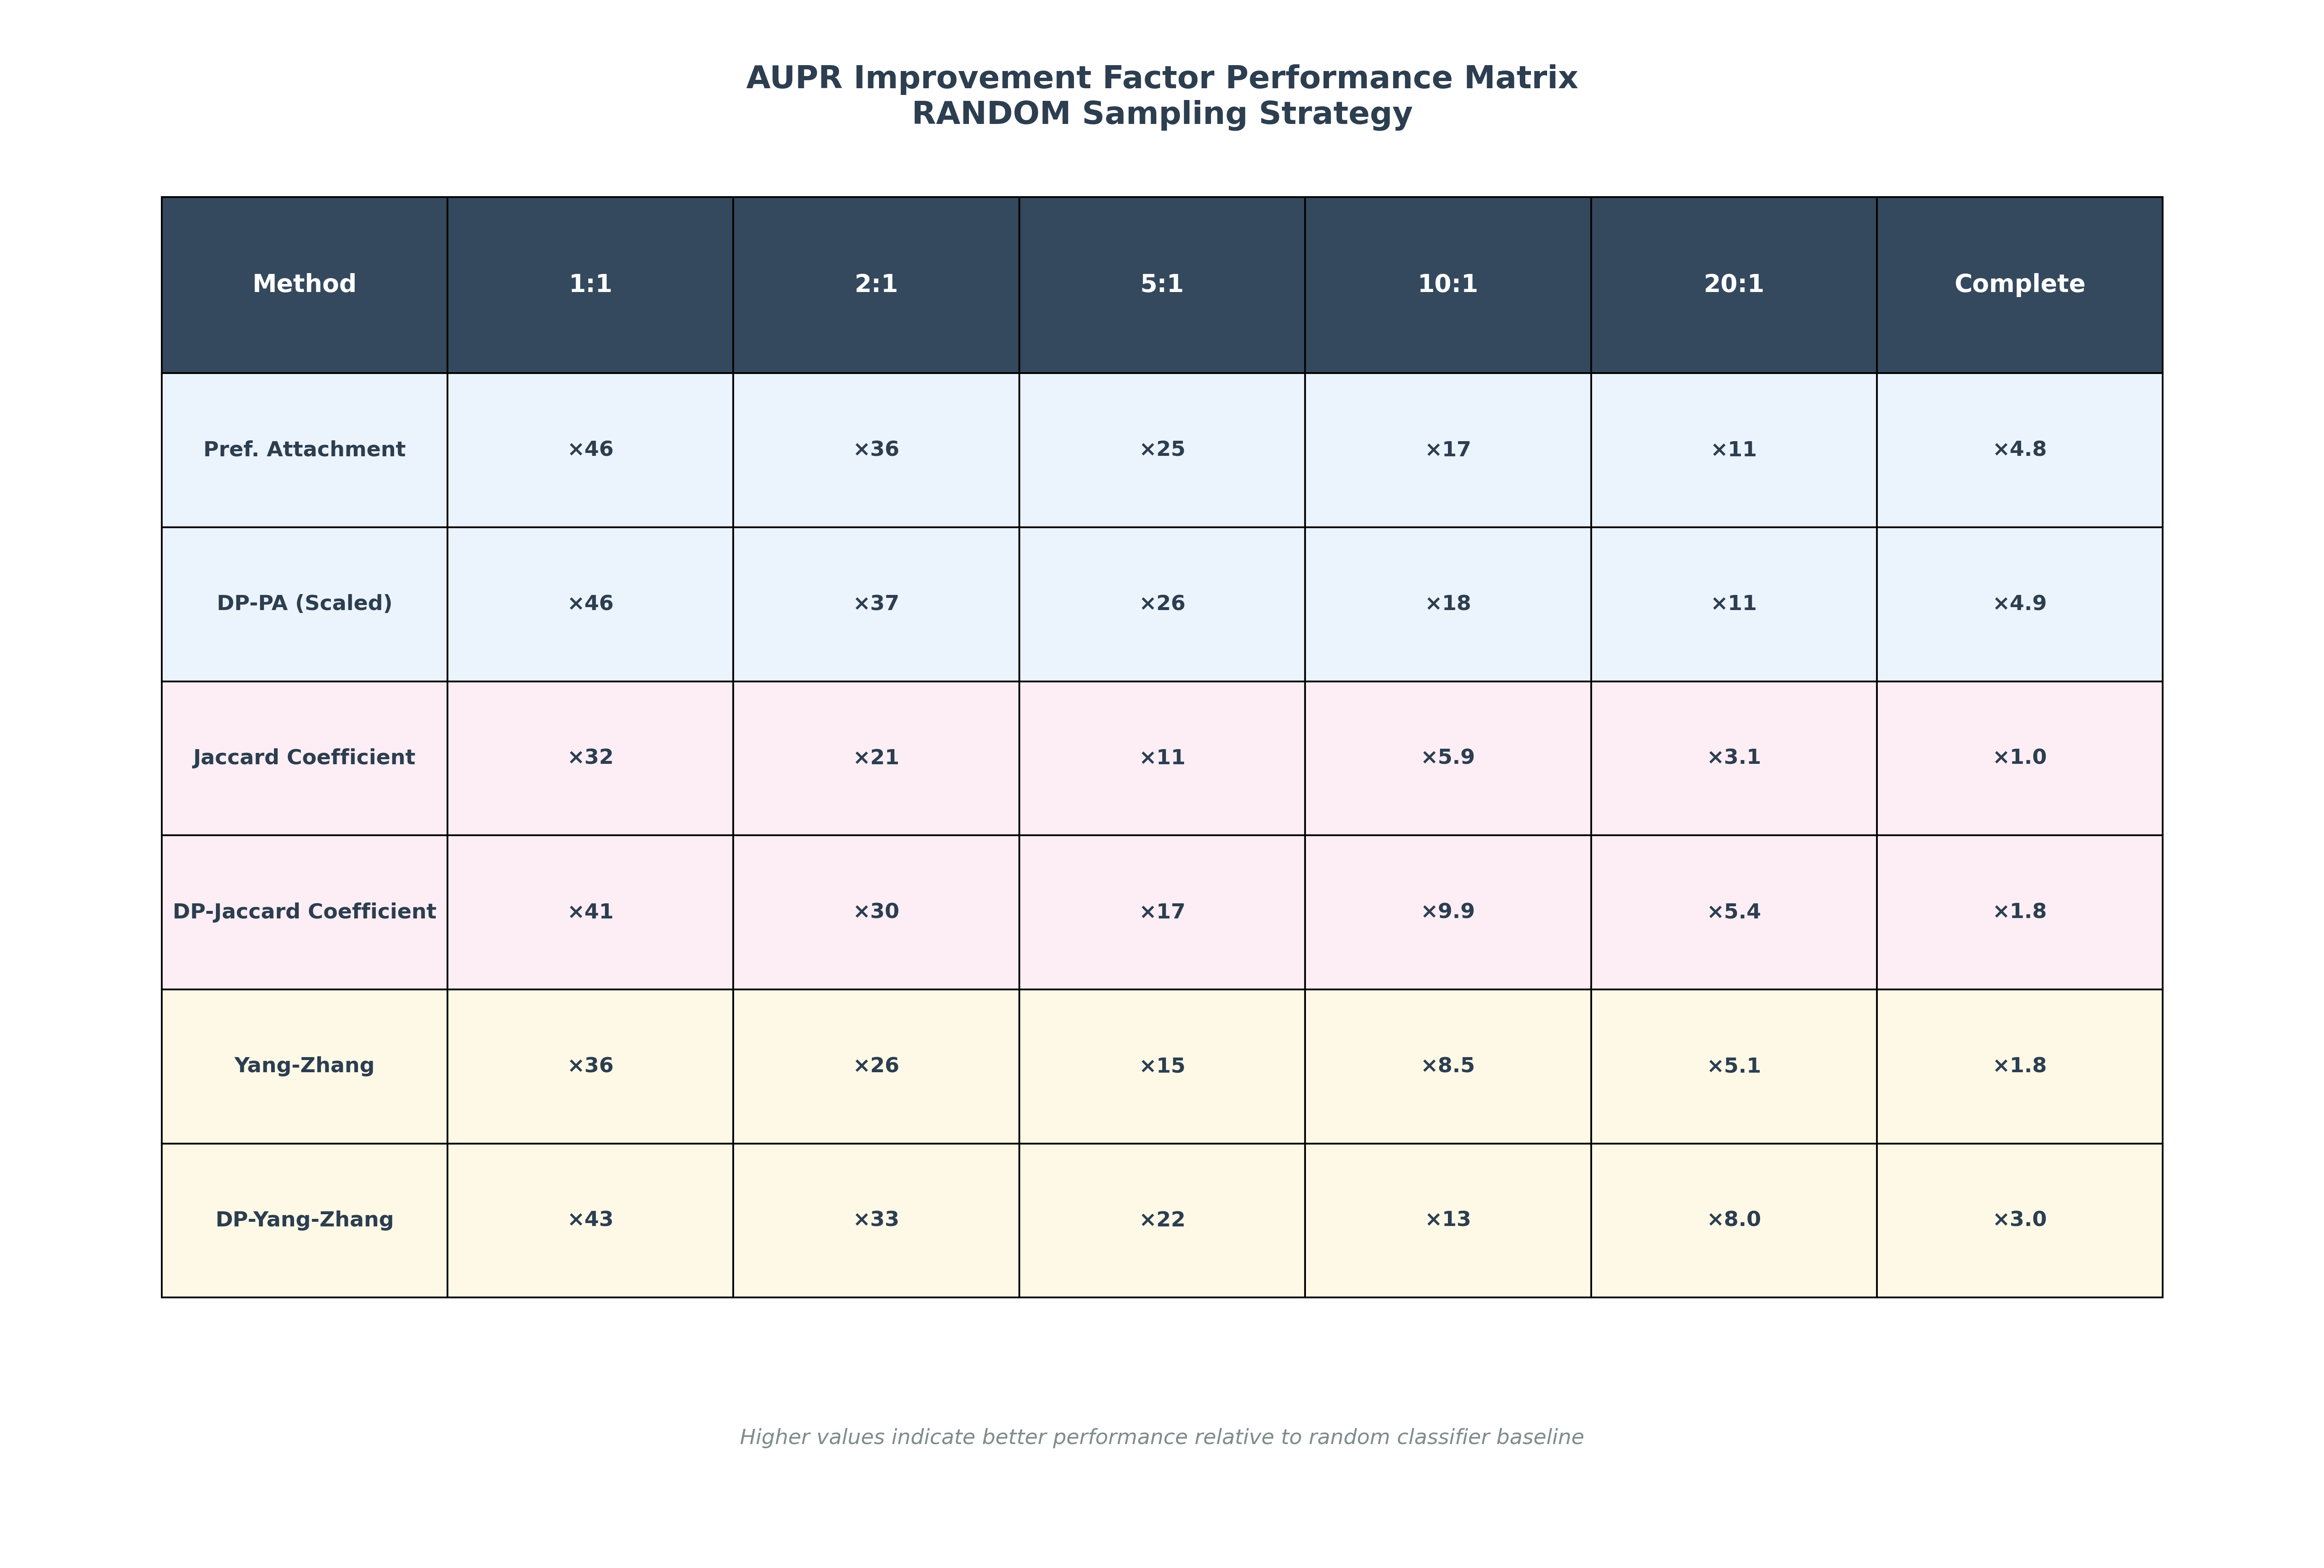 AUPR Improvement Factor Performance Matrix
RANDOM Sampling Strategy
Method 1:1 2:1 5:1 10:1 20:1 Complete
Pref. Attachment ×46 ×36 ×25 ×17 ×11 ×4.8
DP-PA (Scaled) ×46 ×37 ×26 ×18 ×11 ×4.9
Jaccard Coefficient ×32 ×21 ×11 ×5.9 ×3.1 ×1.0
DP-Jaccard Coefficient ×41 ×30 ×17 ×9.9 ×5.4 ×1.8
Yang-Zhang ×36 ×26 ×15 ×8.5 ×5.1 ×1.8
DP-Yang-Zhang ×43 ×33 ×22 ×13 ×8.0 ×3.0
Higher values indicate better performance relative to random classifier baseline